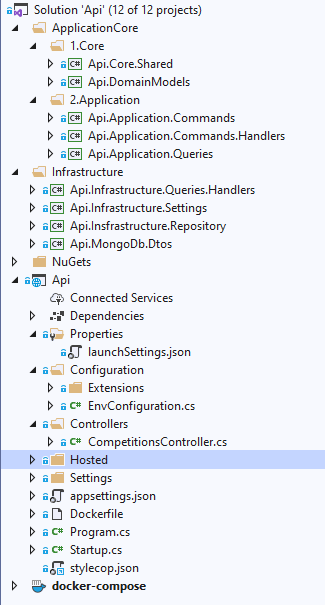 Solution 'Api' (12 of 12 projects)
ApplicationCore
1.Core
C# Api.Core.Shared
C# Api.DomainModels
2.Application
C# Api.Application.Commands
C# Api.Application.Commands.Handlers
C# Api.Application.Queries
Infrastructure
C# Api.Infrastructure.Queries.Handlers
C# Api.Infrastructure.Settings
C# Api.Insfrastructure.Repository
C# Api.MongoDb.Dtos
NuGets
Api
Connected Services
Dependencies
Properties
launchSettings.json
Configuration
Extensions
C# EnvConfiguration.cs
Controllers
C# CompetitionsController.cs
Hosted
Settings
appsettings.json
Dockerfile
C# Program.cs
C# Startup.cs
stylecop.json
docker-compose